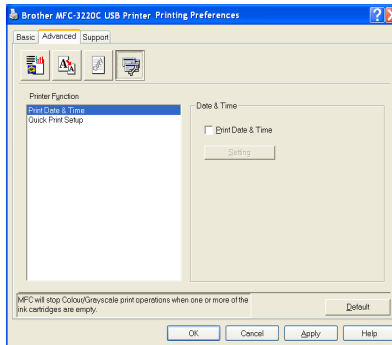 Brother MFC-3220C USB Printer Printing Preferences
Basic Advanced Support
Printer Function
Print Date & Time
Quick Print Setup
Date & Time
Print Date & Time
Setting
MFC will stop Colour/Grayscale print operations when one or more of the
ink cartridges are empty.
Default
OK Cancel Apply Help